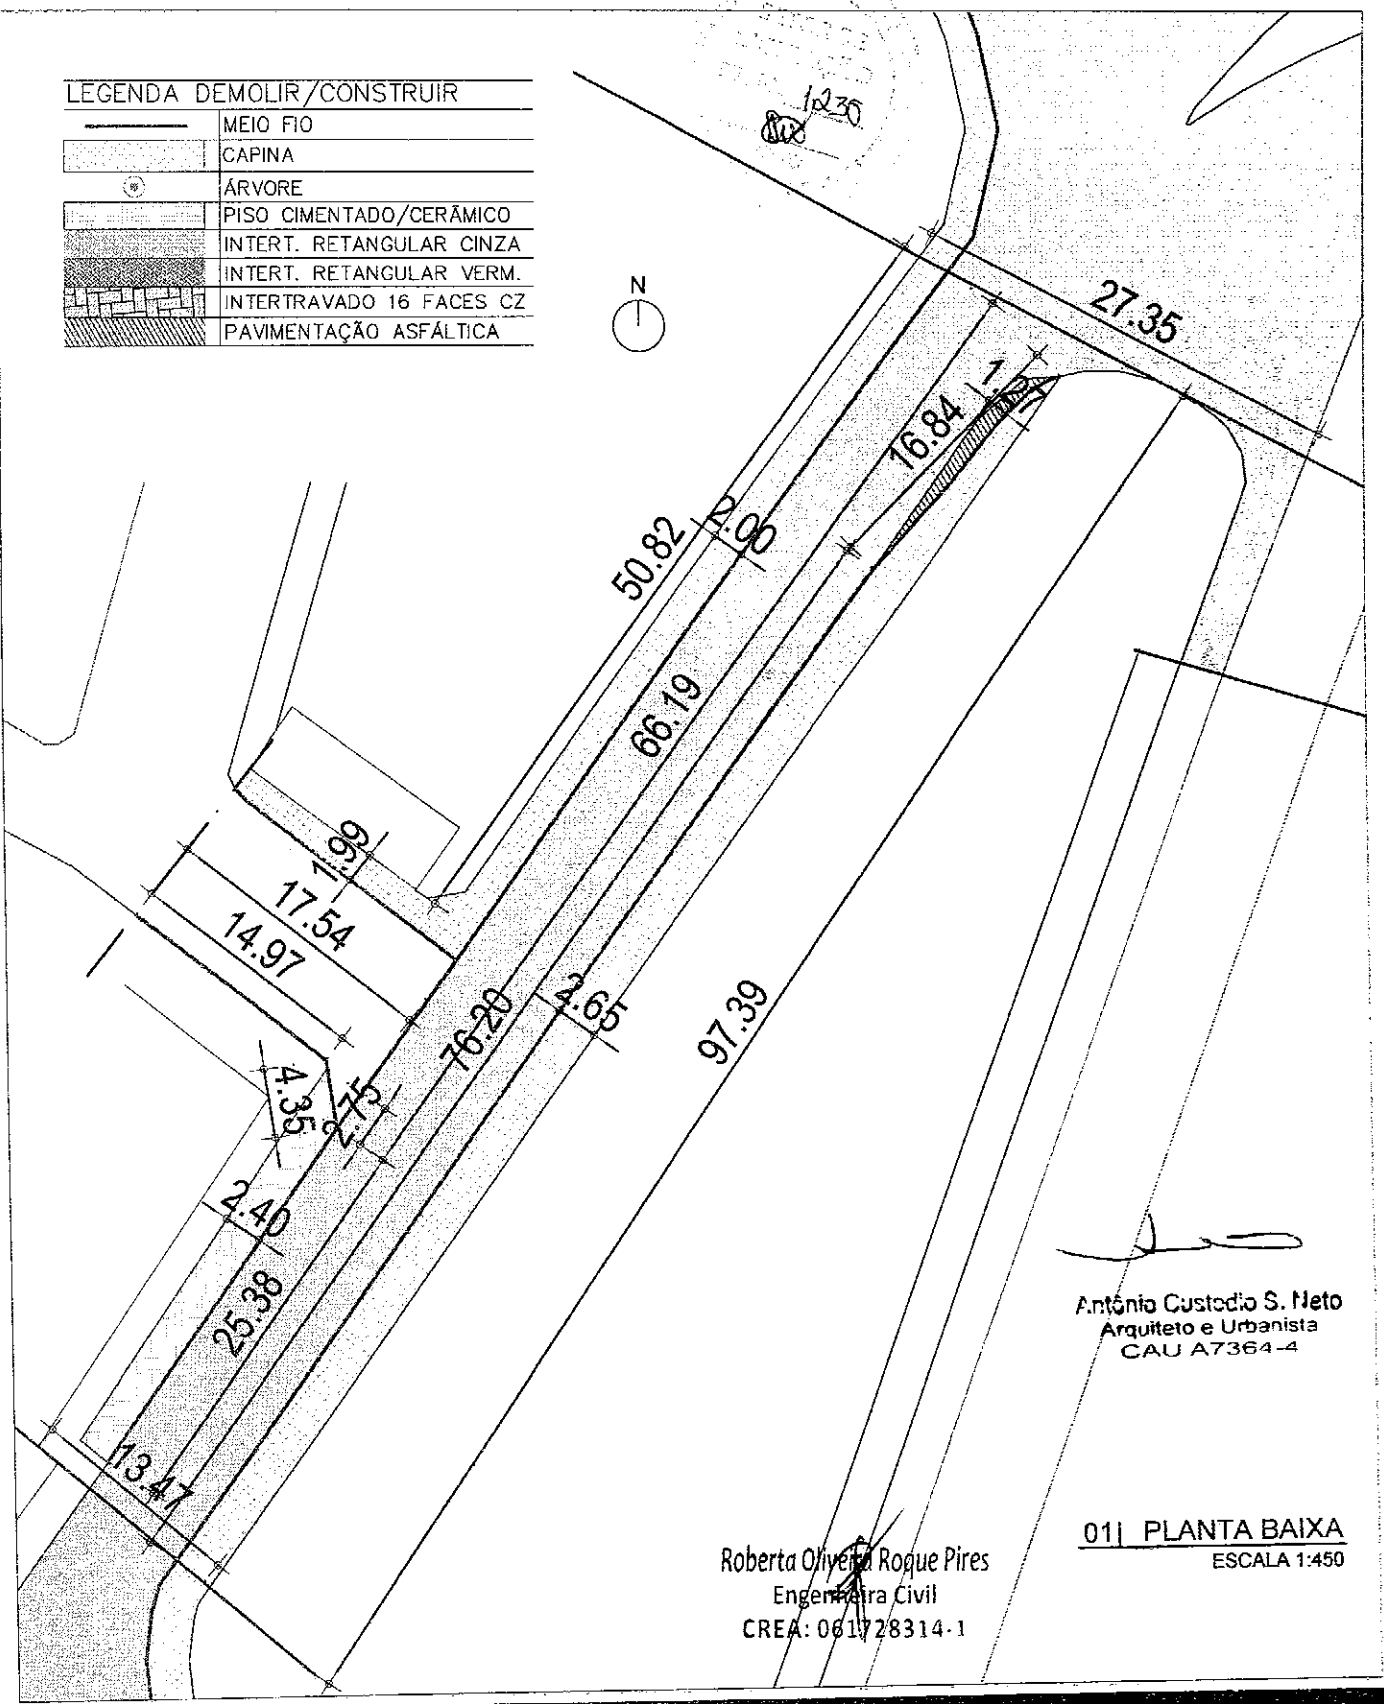 LEGENDA DEMOLIR/CONSTRUIR
MEIO FIO
CAPINA
ÁRVORE
PISO CIMENTADO/CERÂMICO
INTERT. RETANGULAR CINZA
INTERT. RETANGULAR VERM.
INTERTRAVADO 16 FACES CZ
PAVIMENTAÇÃO ASFÁLTICA
1230
N
27.35
16.84
2.00
50.82
66.19
1.99
17.54
14.97
76.20
2.65
97.39
4.35
2.75
2.40
25.38
13.47
Antônio Custodio S. Neto
Arquiteto e Urbanista
CAU A7364-4
01| PLANTA BAIXA
ESCALA 1:450
Roberta Oliveira Roque Pires
Engenheira Civil
CREA: 061728314-1